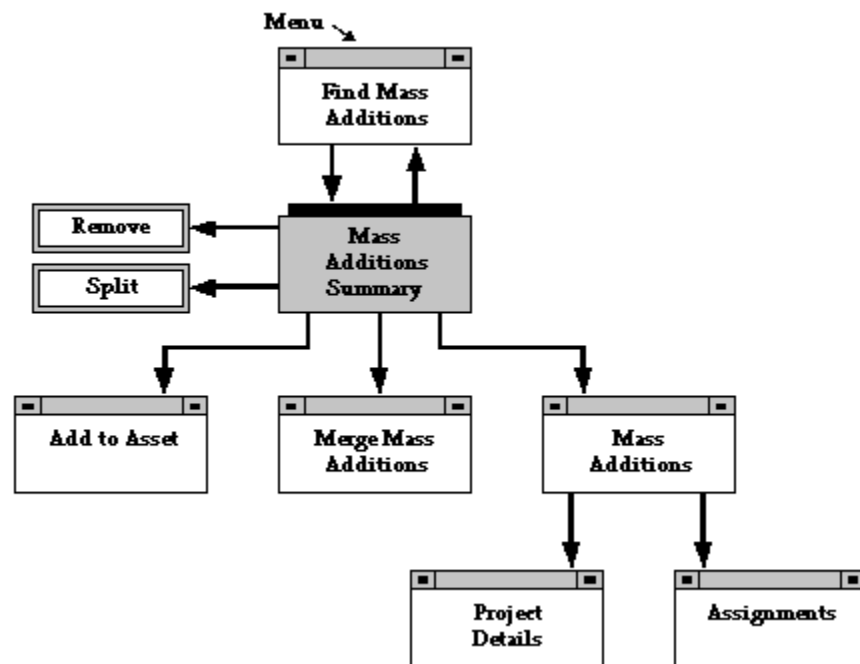 Menu
Find Mass
Additions
Remove
Mass
Additions
Summary
Split
Add to Asset
Merge Mass
Additions
Mass
Additions
Project
Details
Assignments